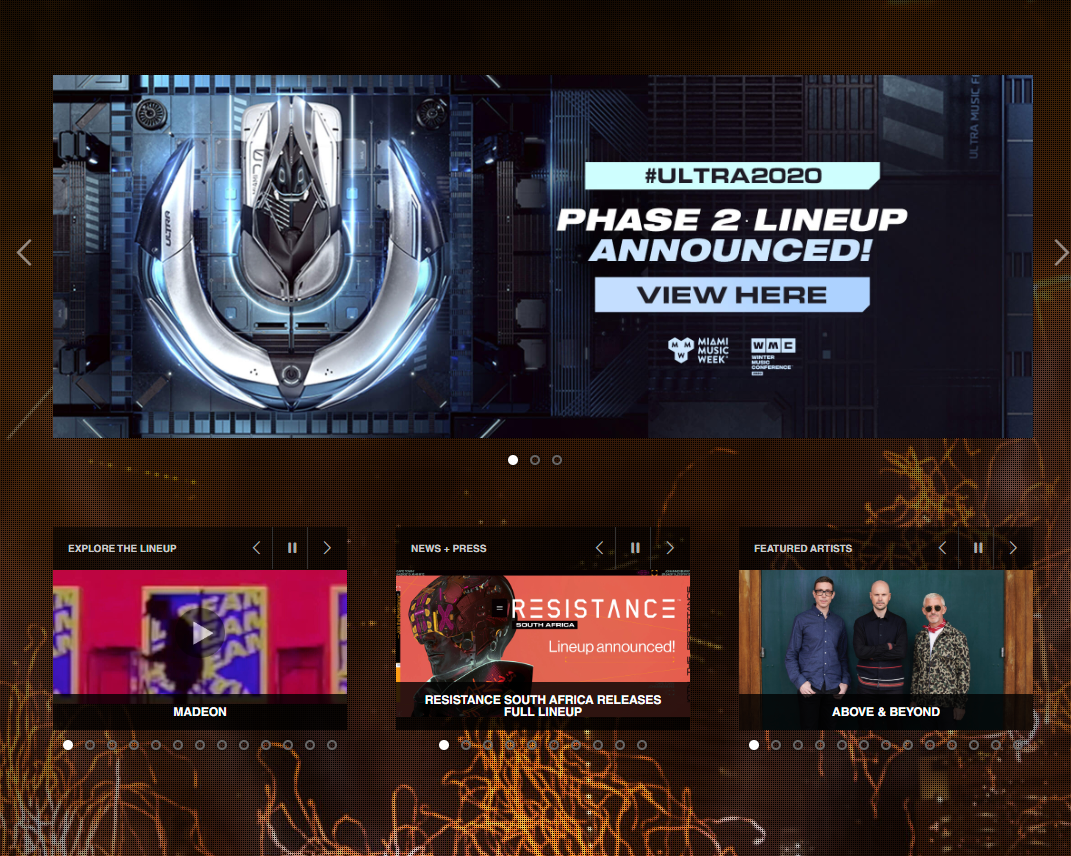 ULTRA MUSIC
ULTRA
#ULTRA2020
PHASE 2 LINEUP
ANNOUNCED!
VIEW HERE
MMW
MIAMI
MUSIC
WEEK
WMC
WINTER
MUSIC
CONFERENCE
EXPLORE THE LINEUP
NEWS + PRESS
FEATURED ARTISTS
RESISTANCE
SOUTH AFRICA
Lineup announced!
MADEON
RESISTANCE SOUTH AFRICA RELEASES
FULL LINEUP
ABOVE & BEYOND